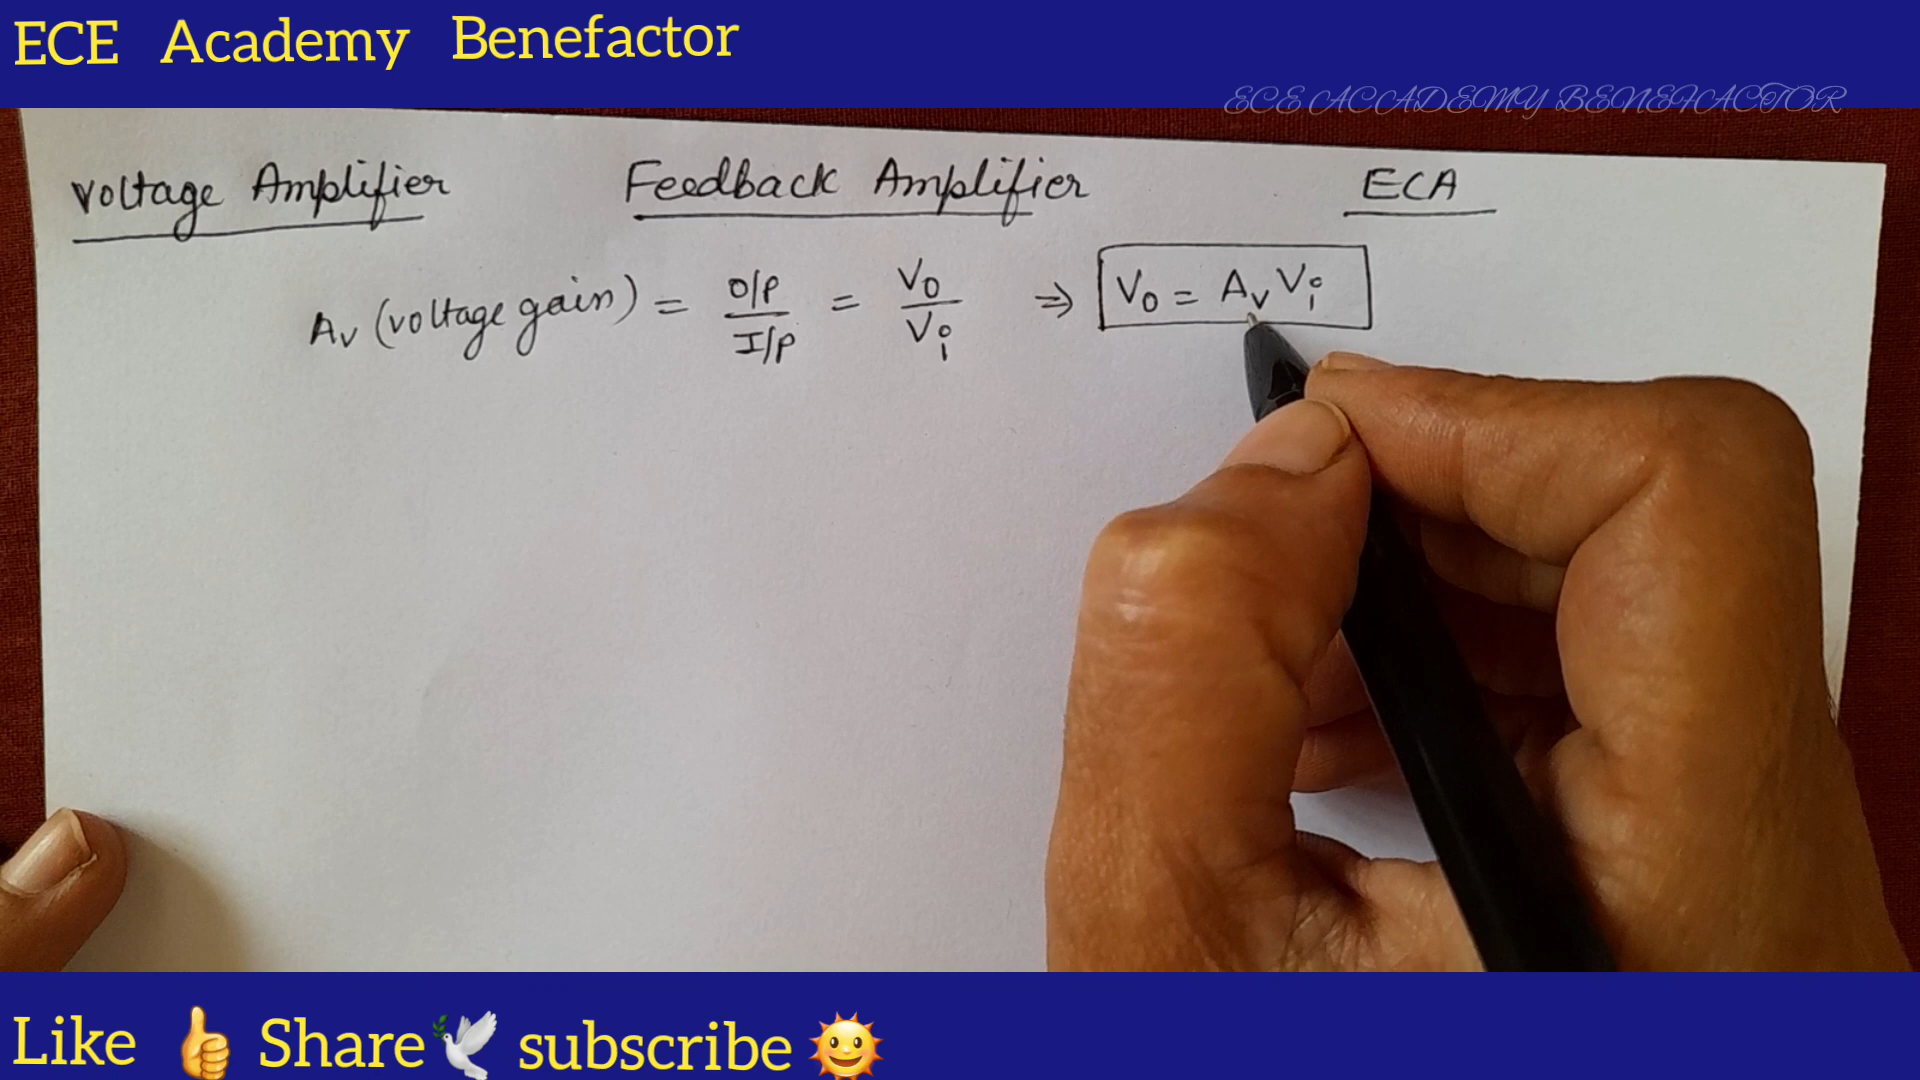 ECE Academy Benefactor
ECE ACCADEMY BENEFACTOR
Voltage Amplifier Feedback Amplifier ECA
Av (voltage gain) = O/P / I/P = Vo / Vi ⇒ Vo = Av Vi
Like 👍 Share 🕊️ subscribe 🌞